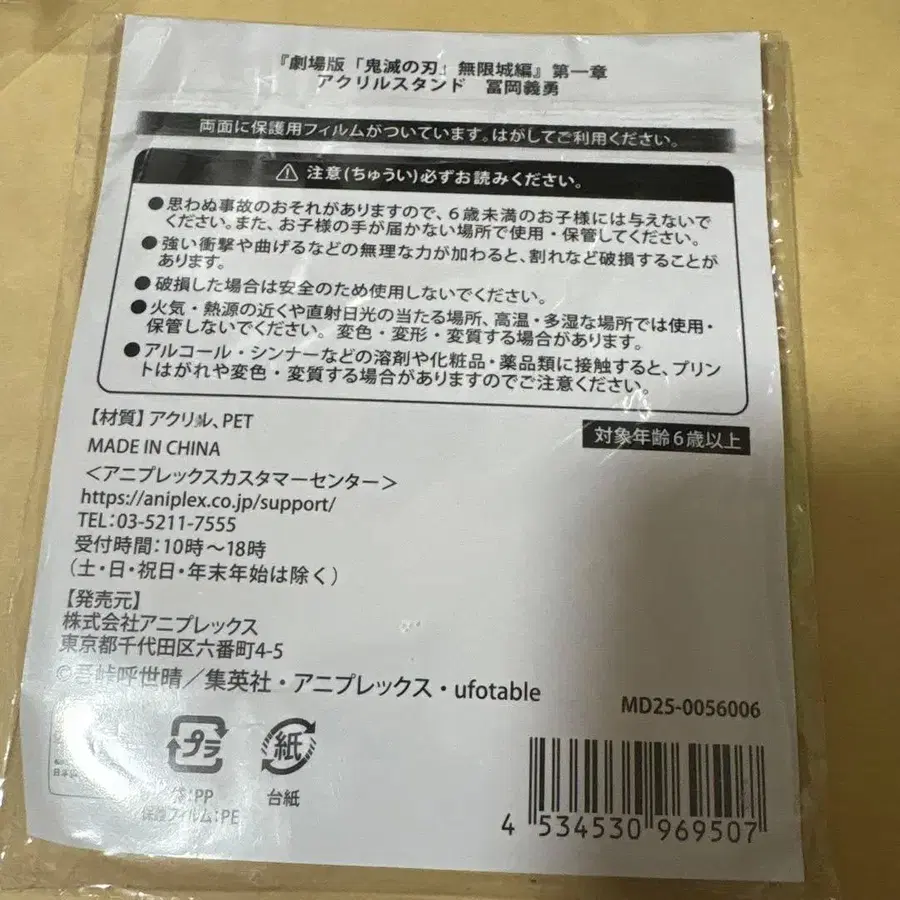 『劇場版「鬼滅の刃」無限城編』第一章
アクリルスタンド 冨岡義勇
両面に保護用フィルムがついています。はがしてご利用ください。
⚠ 注意(ちゅうい)必ずお読みください。
●思わぬ事故のおそれがありますので、6歳未満のお子様には与えないで
ください。また、お子様の手が届かない場所で使用・保管してください。
●強い衝撃や曲げるなどの無理な力が加わると、割れなど破損することが
あります。
●破損した場合は安全のため使用しないでください。
●火気・熱源の近くや直射日光の当たる場所、高温・多湿な場所では使用・
保管しないでください。変色・変形・変質する場合があります。
●アルコール・シンナーなどの溶剤や化粧品・薬品類に接触すると、プリン
トはがれや変色・変質する場合がありますのでご注意ください。
【材質】アクリル、PET
対象年齢6歳以上
MADE IN CHINA
＜アニプレックスカスタマーセンター＞
https://aniplex.co.jp/support/
TEL:03-5211-7555
受付時間:10時～18時
(土・日・祝日・年末年始は除く)
【発売元】
株式会社アニプレックス
東京都千代田区六番町4-5
©吾峠呼世晴／集英社・アニプレックス・ufotable
MD25-0056006
プラ
紙
袋:PP
台紙
保護フィルム:PE
4 534530 969507